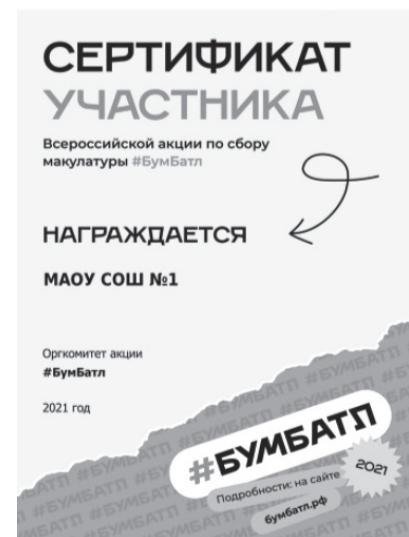 СЕРТИФИКАТ
УЧАСТНИКА
Всероссийской акции по сбору
макулатуры #БумБатл
НАГРАЖДАЕТСЯ
МАОУ СОШ №1
Оргкомитет акции
#БумБатл
2021 год
#БУМБАТЛ
2021
Подробности: на сайте
бумбатл.рф